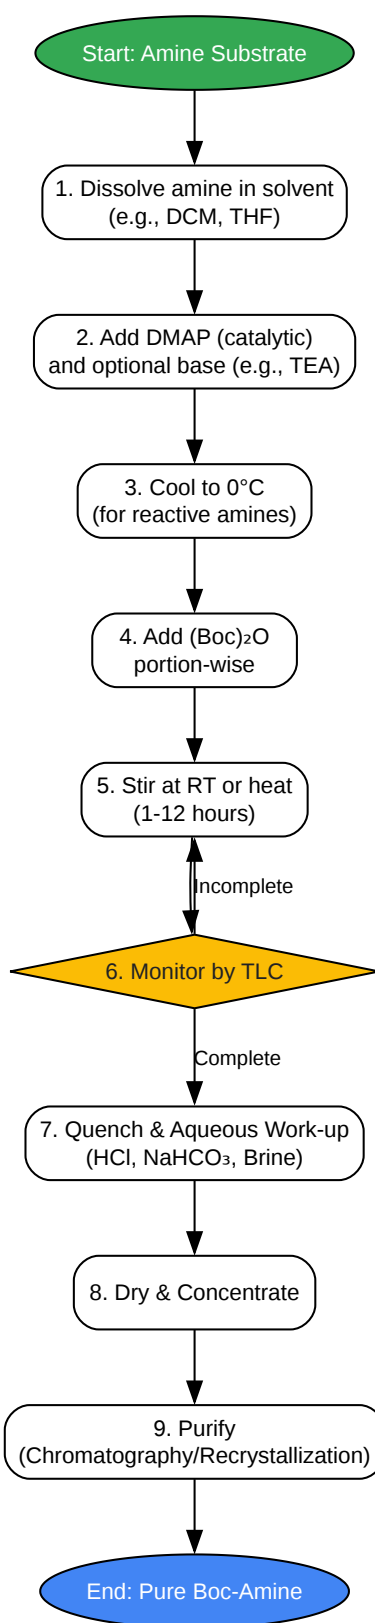 Start: Amine Substrate
1. Dissolve amine in solvent
(e.g., DCM, THF)
2. Add DMAP (catalytic)
and optional base (e.g., TEA)
3. Cool to 0°C
(for reactive amines)
4. Add (Boc)₂O
portion-wise
5. Stir at RT or heat
(1-12 hours)
Incomplete
6. Monitor by TLC
Complete
7. Quench & Aqueous Work-up
(HCl, NaHCO₃, Brine)
8. Dry & Concentrate
9. Purify
(Chromatography/Recrystallization)
End: Pure Boc-Amine